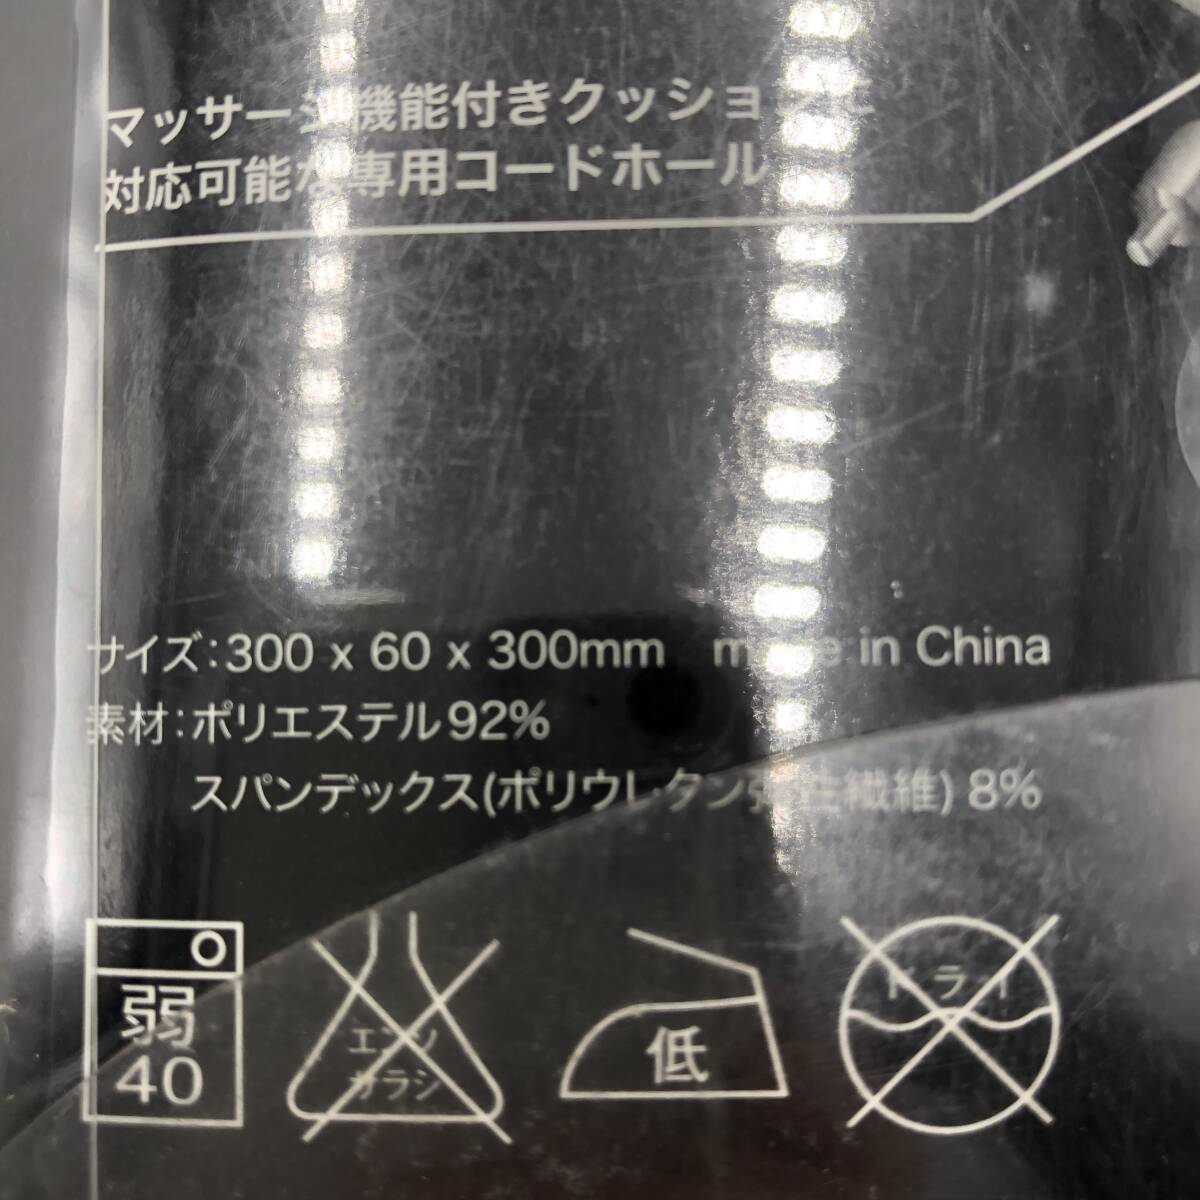 マッサージ機能付きクッション
対応可能な専用コードホール
サイズ:300 x 60 x 300mm made in China
素材:ポリエステル92%
スパンデックス(ポリウレタン弾性繊維) 8%
弱
40
エンソ
サラシ
低
ドライ